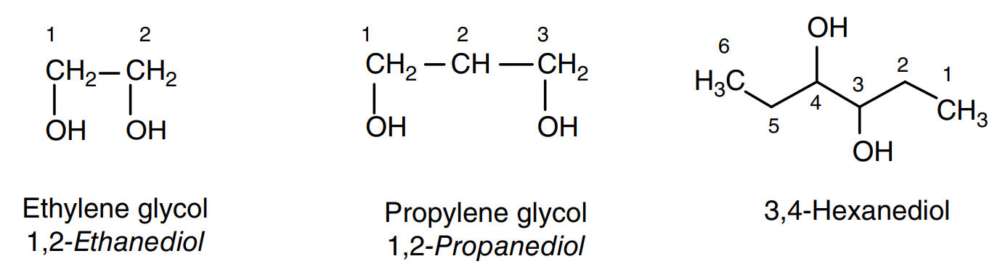 1 2
CH₂–CH₂
OH OH
Ethylene glycol
1,2-Ethanediol
1 2 3
CH₂–CH–CH₂
OH OH
Propylene glycol
1,2-Propanediol
OH
6
H₃C
5
4
3
2
1
CH₃
OH
3,4-Hexanediol